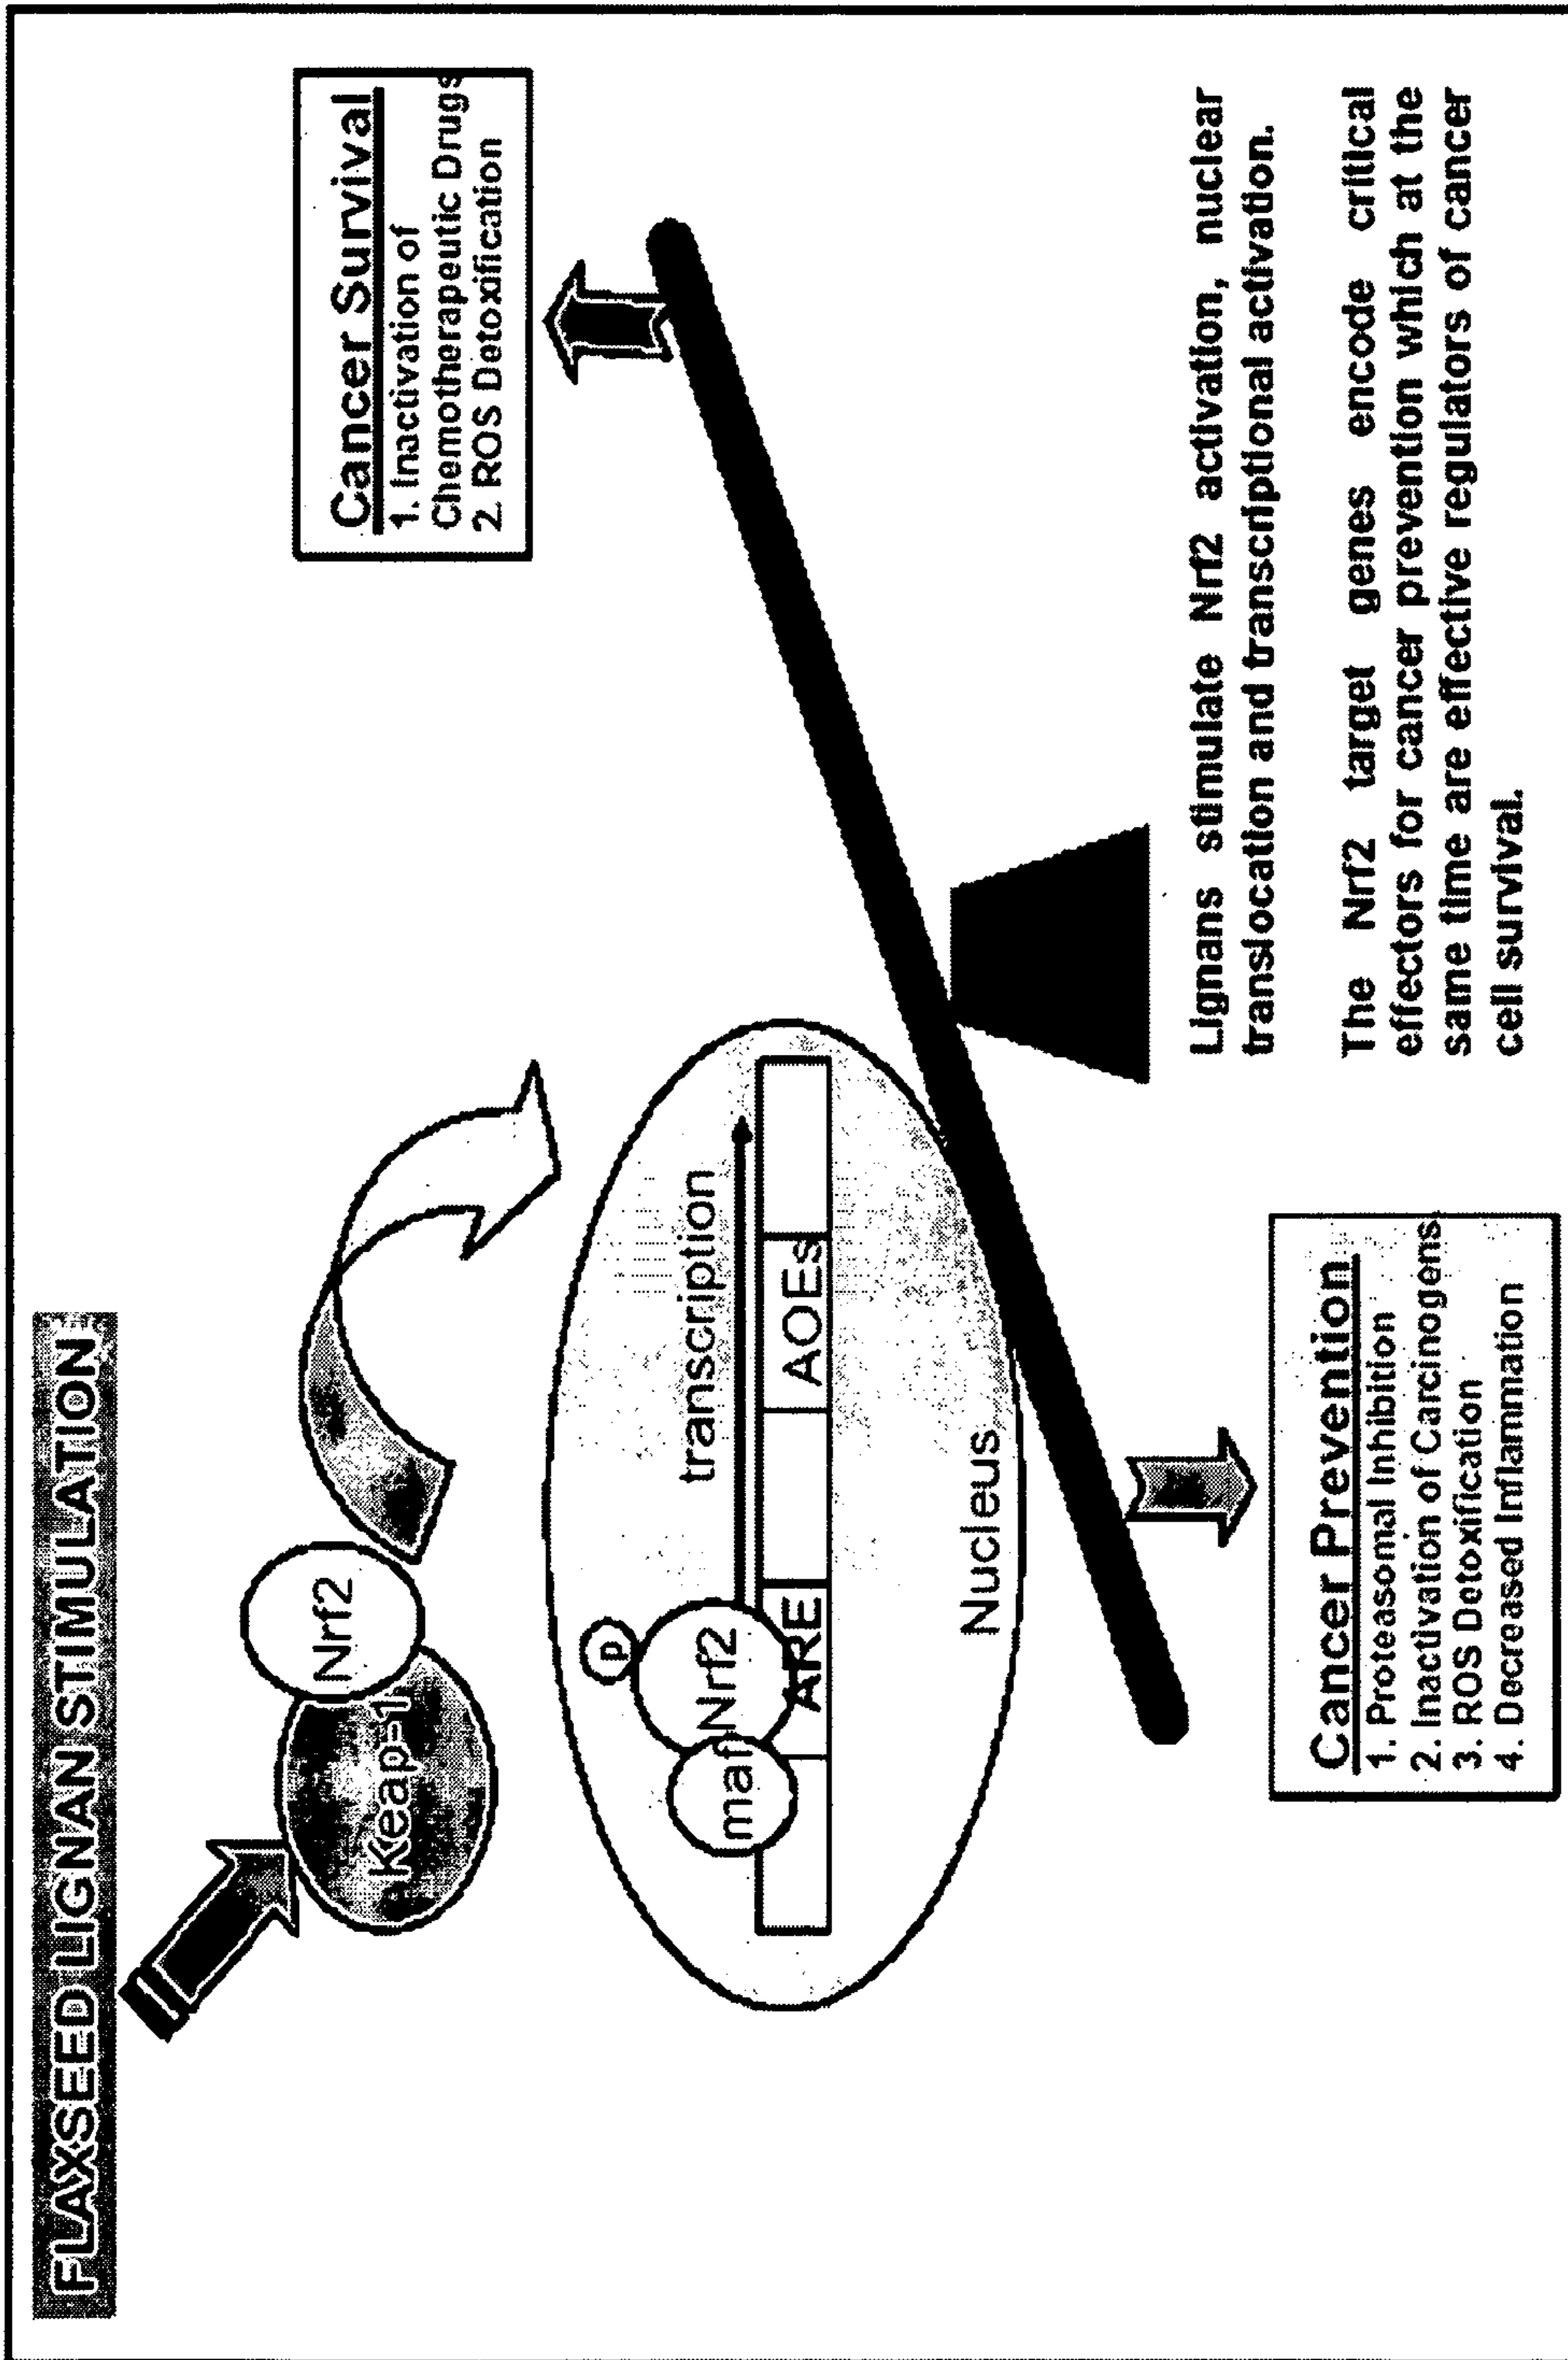 FLAXSEED LIGNAN STIMULATION
Keap-1
Nrf2
p
maf
Nrf2
ARE
transcription
AOEs
Nucleus
Cancer Survival
1. Inactivation of
Chemotherapeutic Drugs
2. ROS Detoxification
Cancer Prevention
1. Proteasomal Inhibition
2. Inactivation of Carcinogens
3. ROS Detoxification
4. Decreased Inflammation
Lignans stimulate Nrf2 activation, nuclear
translocation and transcriptional activation.
The Nrf2 target genes encode critical
effectors for cancer prevention which at the
same time are effective regulators of cancer
cell survival.